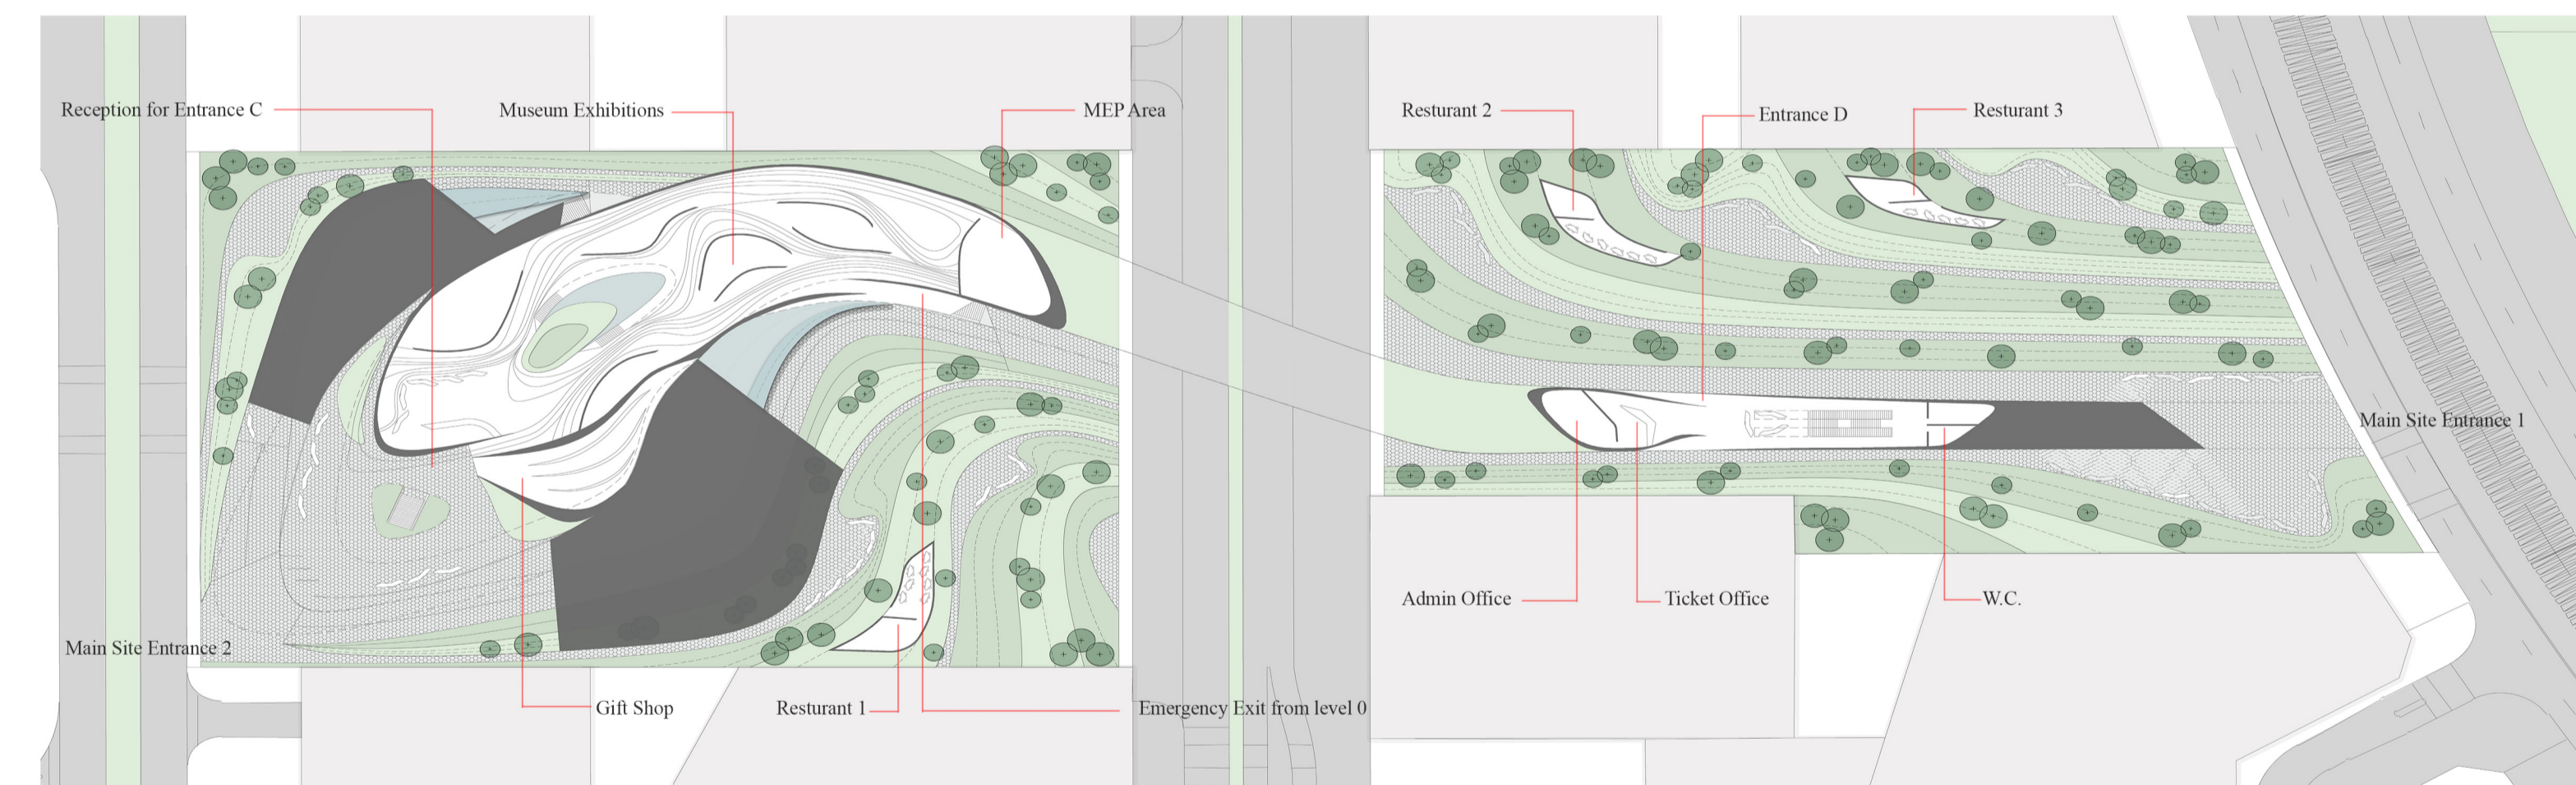 Reception for Entrance C
Museum Exhibitions
MEP Area
Resturant 2
Entrance D
Resturant 3
Main Site Entrance 1
Admin Office
Ticket Office
W.C.
Main Site Entrance 2
Gift Shop
Resturant 1
Emergency Exit from level 0